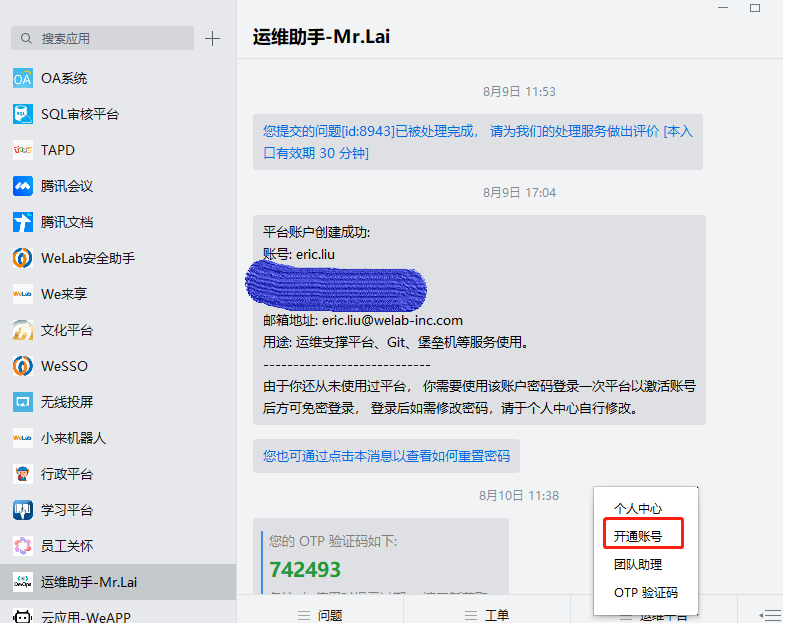 搜索应用
OA系统
SQL审核平台
TAPD
腾讯会议
腾讯文档
WeLab安全助手
We来享
文化平台
WeSSO
无线投屏
小来机器人
行政平台
学习平台
员工关怀
运维助手-Mr.Lai
云应用-WeAPP
运维助手-Mr.Lai
8月9日 11:53
您提交的问题[id:8943]已被处理完成， 请为我们的处理服务做出评价 [本入
口有效期 30 分钟]
8月9日 17:04
平台账户创建成功:
账号: eric.liu
邮箱地址: eric.liu@welab-inc.com
用途: 运维支撑平台、Git、堡垒机等服务使用。
----------------------------
由于你还从未使用过平台， 你需要使用该账户密码登录一次平台以激活账号
后方可免密登录， 登录后如需修改密码，请于个人中心自行修改。
您也可通过点击本消息以查看如何重置密码
8月10日 11:38
您的 OTP 验证码如下:
742493
个人中心
开通账号
团队助理
OTP 验证码
问题
工单
运维平台